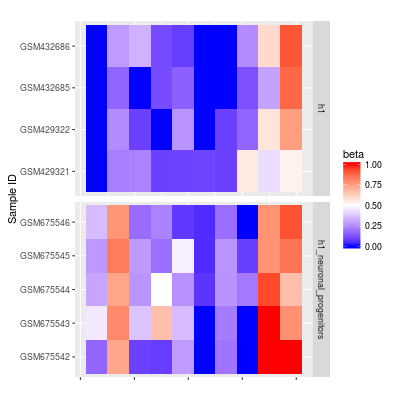 GSM432686
GSM432685
GSM429322
GSM429321
h1
GSM675546
GSM675545
GSM675544
GSM675543
GSM675542
h1_neuronal_progenitors
Sample ID
beta
1.00
0.75
0.50
0.25
0.00